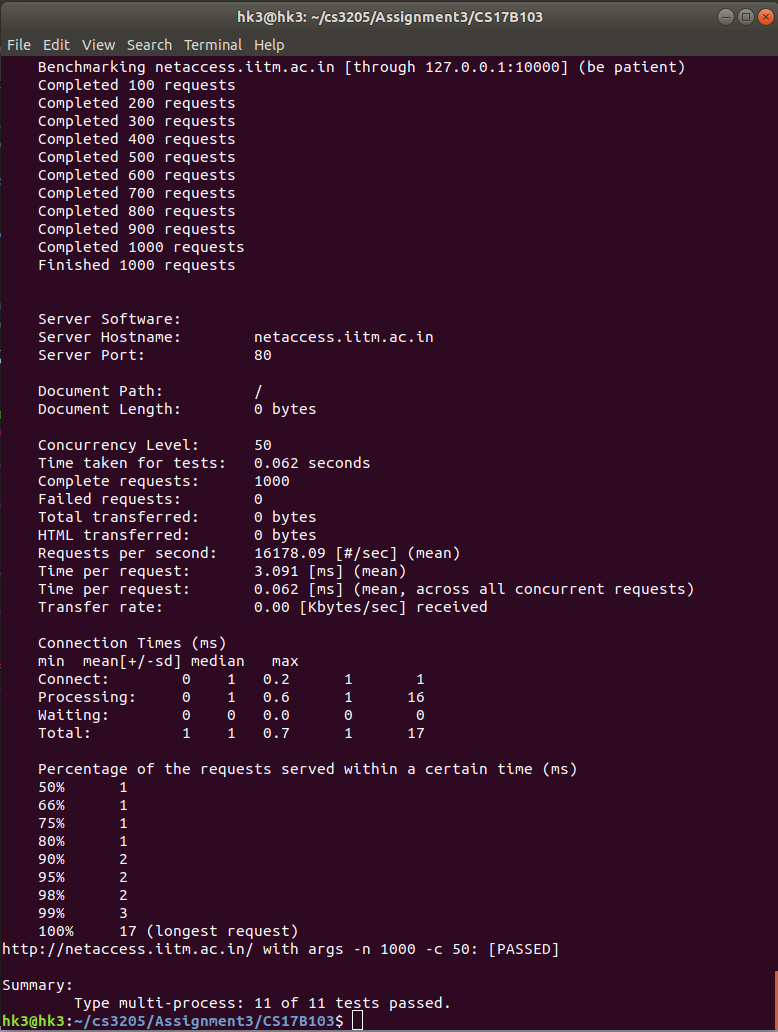 hk3@hk3: ~/cs3205/Assignment3/CS17B103
File Edit View Search Terminal Help
Benchmarking netaccess.iitm.ac.in [through 127.0.0.1:10000] (be patient)
Completed 100 requests
Completed 200 requests
Completed 300 requests
Completed 400 requests
Completed 500 requests
Completed 600 requests
Completed 700 requests
Completed 800 requests
Completed 900 requests
Completed 1000 requests
Finished 1000 requests
Server Software:
Server Hostname: netaccess.iitm.ac.in
Server Port: 80
Document Path: /
Document Length: 0 bytes
Concurrency Level: 50
Time taken for tests: 0.062 seconds
Complete requests: 1000
Failed requests: 0
Total transferred: 0 bytes
HTML transferred: 0 bytes
Requests per second: 16178.09 [#/sec] (mean)
Time per request: 3.091 [ms] (mean)
Time per request: 0.062 [ms] (mean, across all concurrent requests)
Transfer rate: 0.00 [Kbytes/sec] received
Connection Times (ms)
min mean[+/-sd] median max
Connect: 0 1 0.2 1 1
Processing: 0 1 0.6 1 16
Waiting: 0 0 0.0 0 0
Total: 1 1 0.7 1 17
Percentage of the requests served within a certain time (ms)
50% 1
66% 1
75% 1
80% 1
90% 2
95% 2
98% 2
99% 3
100% 17 (longest request)
http://netaccess.iitm.ac.in/ with args -n 1000 -c 50: [PASSED]
Summary:
Type multi-process: 11 of 11 tests passed.
hk3@hk3:~/cs3205/Assignment3/CS17B103$